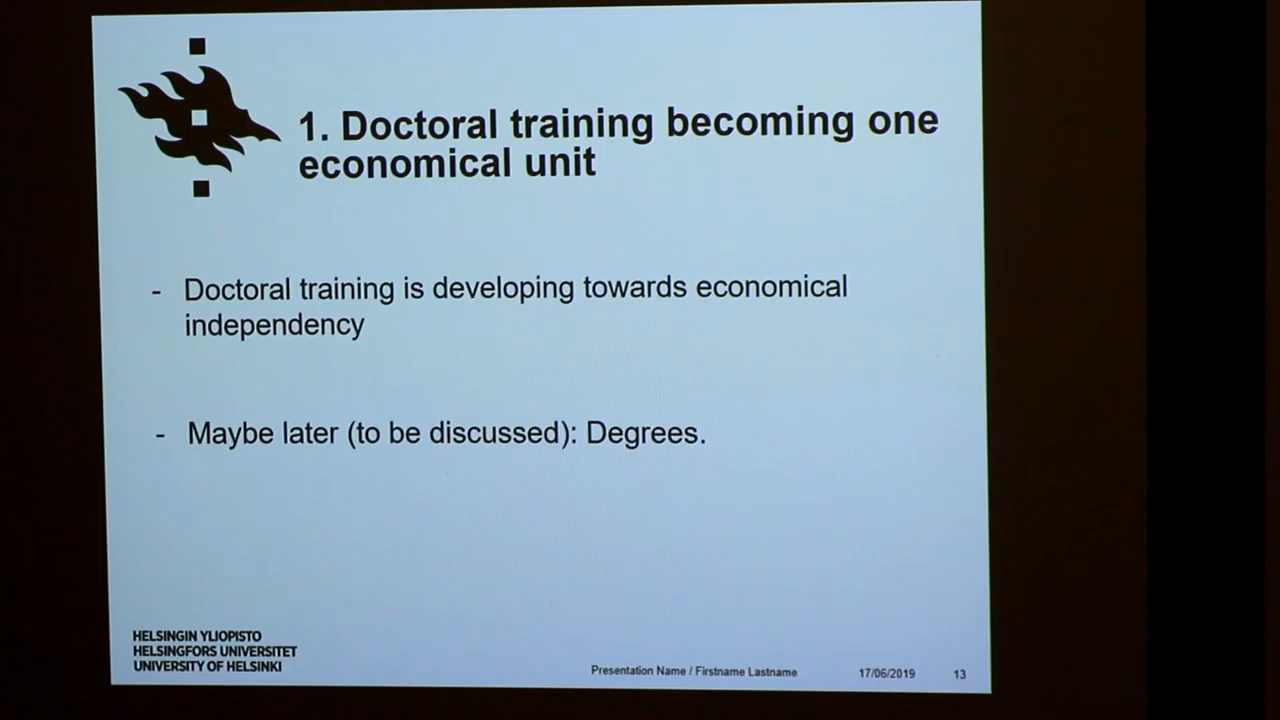 1. Doctoral training becoming one
economical unit
- Doctoral training is developing towards economical
independency
- Maybe later (to be discussed): Degrees.
HELSINGIN YLIOPISTO
HELSINGFORS UNIVERSITET
UNIVERSITY OF HELSINKI
Presentation Name / Firstname Lastname 17/06/2019 13